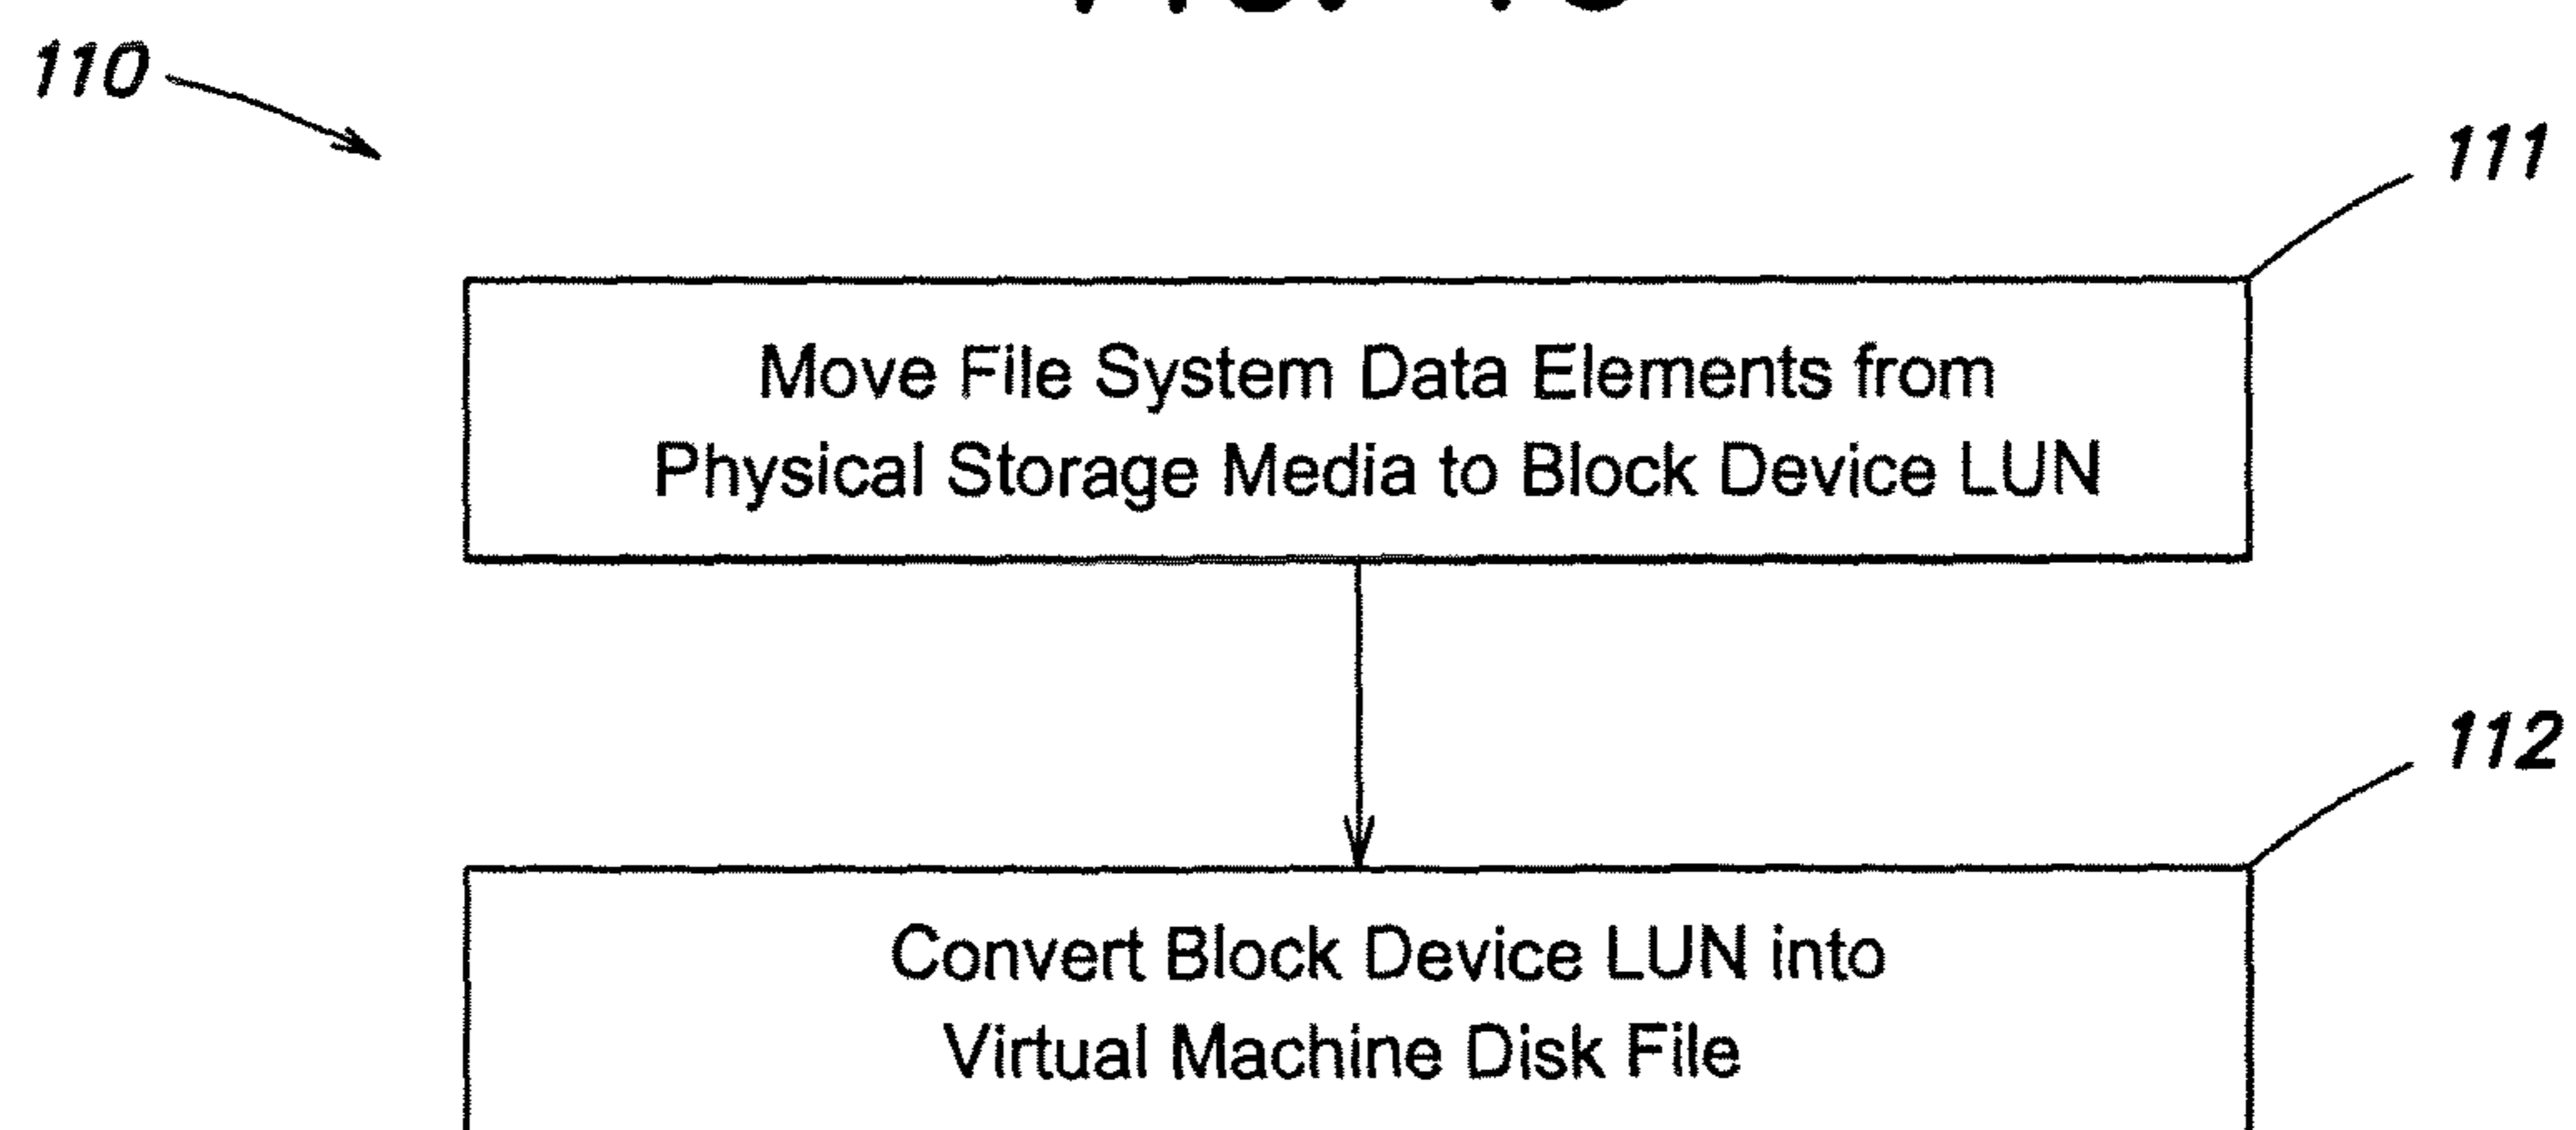 110
111
Move File System Data Elements from
Physical Storage Media to Block Device LUN
112
Convert Block Device LUN into
Virtual Machine Disk File